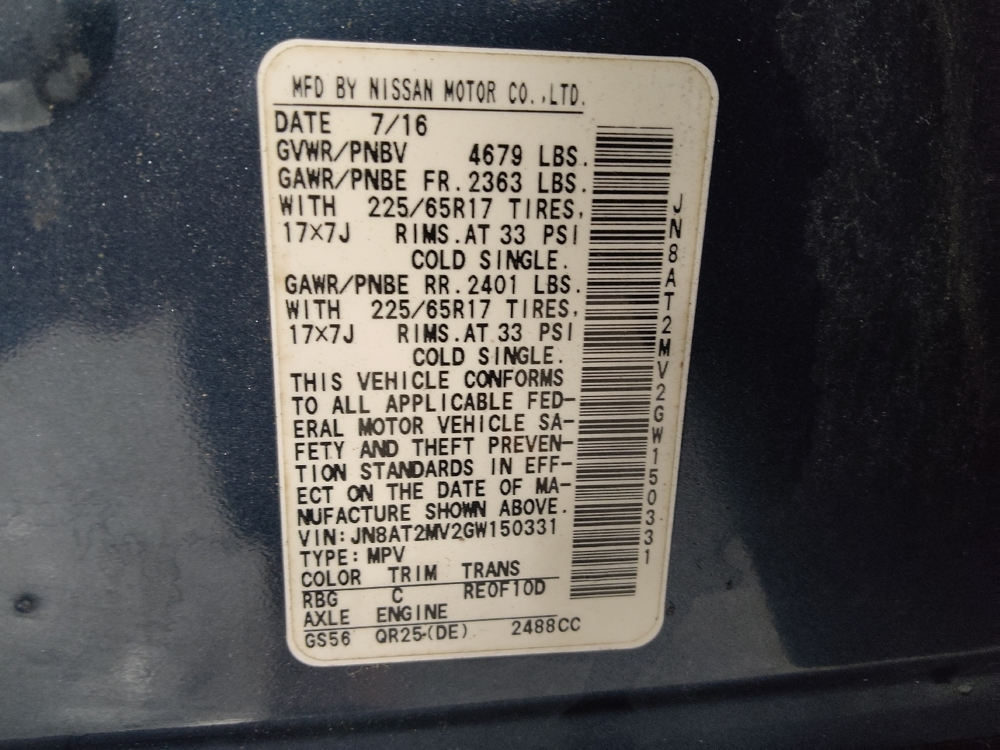 MFD BY NISSAN MOTOR CO.,LTD.
DATE 7/16
GVWR/PNBV 4679 LBS.
GAWR/PNBE FR.2363 LBS.
WITH 225/65R17 TIRES,
17×7J RIMS.AT 33 PSI
COLD SINGLE.
GAWR/PNBE RR.2401 LBS.
WITH 225/65R17 TIRES,
17×7J RIMS.AT 33 PSI
COLD SINGLE.
THIS VEHICLE CONFORMS
TO ALL APPLICABLE FED-
ERAL MOTOR VEHICLE SA-
FETY AND THEFT PREVEN-
TION STANDARDS IN EFF-
ECT ON THE DATE OF MA-
NUFACTURE SHOWN ABOVE.
VIN:JN8AT2MV2GW150331
TYPE:MPV
COLOR TRIM TRANS
RBG C RE0F10D
AXLE ENGINE
GS56 QR25-(DE) 2488CC
JN8AT2MV2GW150331